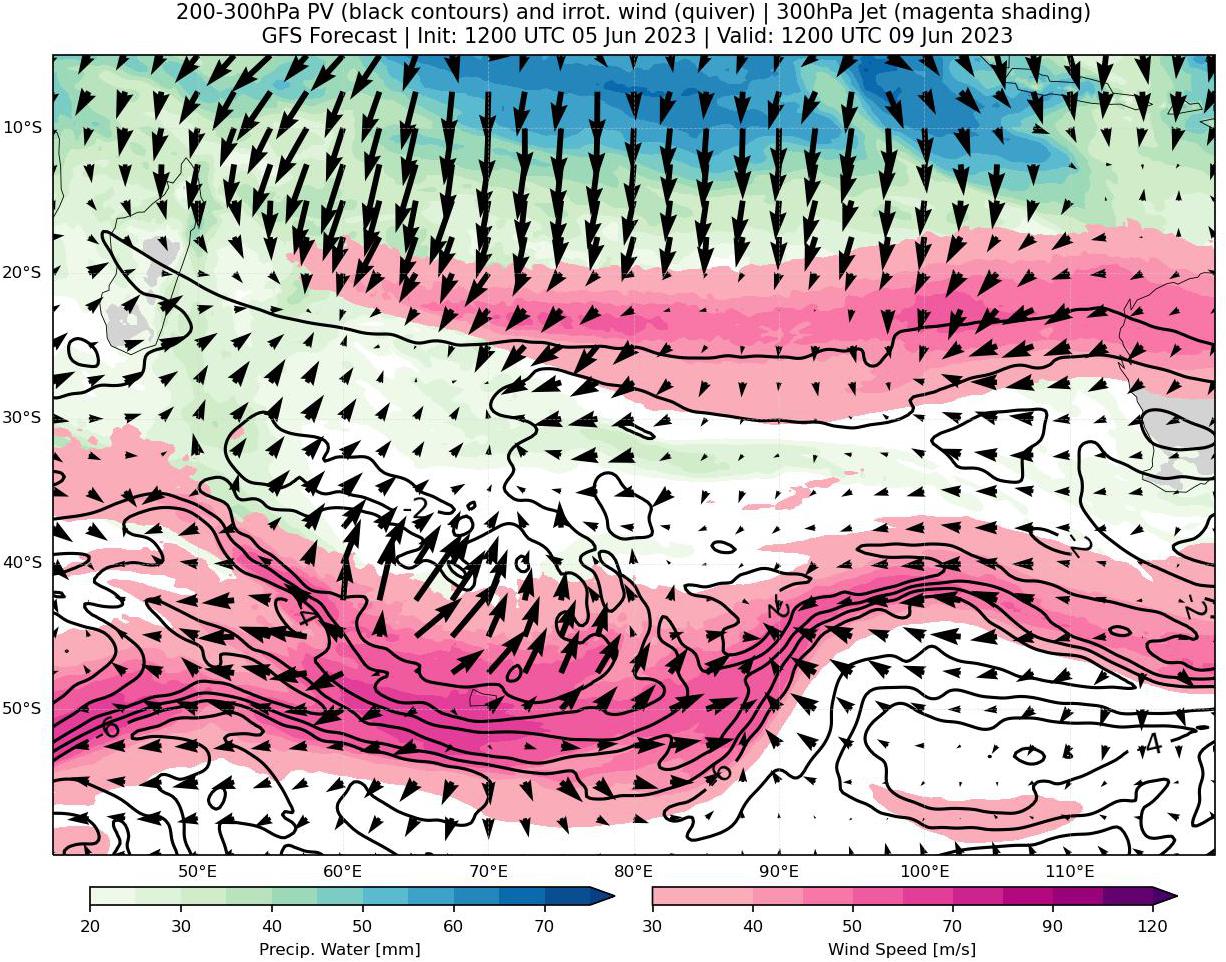 200-300hPa PV (black contours) and irrot. wind (quiver) | 300hPa Jet (magenta shading)
GFS Forecast | Init: 1200 UTC 05 Jun 2023 | Valid: 1200 UTC 09 Jun 2023
10°S
20°S
30°S
-2
-2
40°S
-4
-2
-2
50°S
-6
-6
4
50°E
60°E
70°E
80°E
90°E
100°E
110°E
20
30
40
50
60
70
30
40
50
70
90
120
Precip. Water [mm]
Wind Speed [m/s]